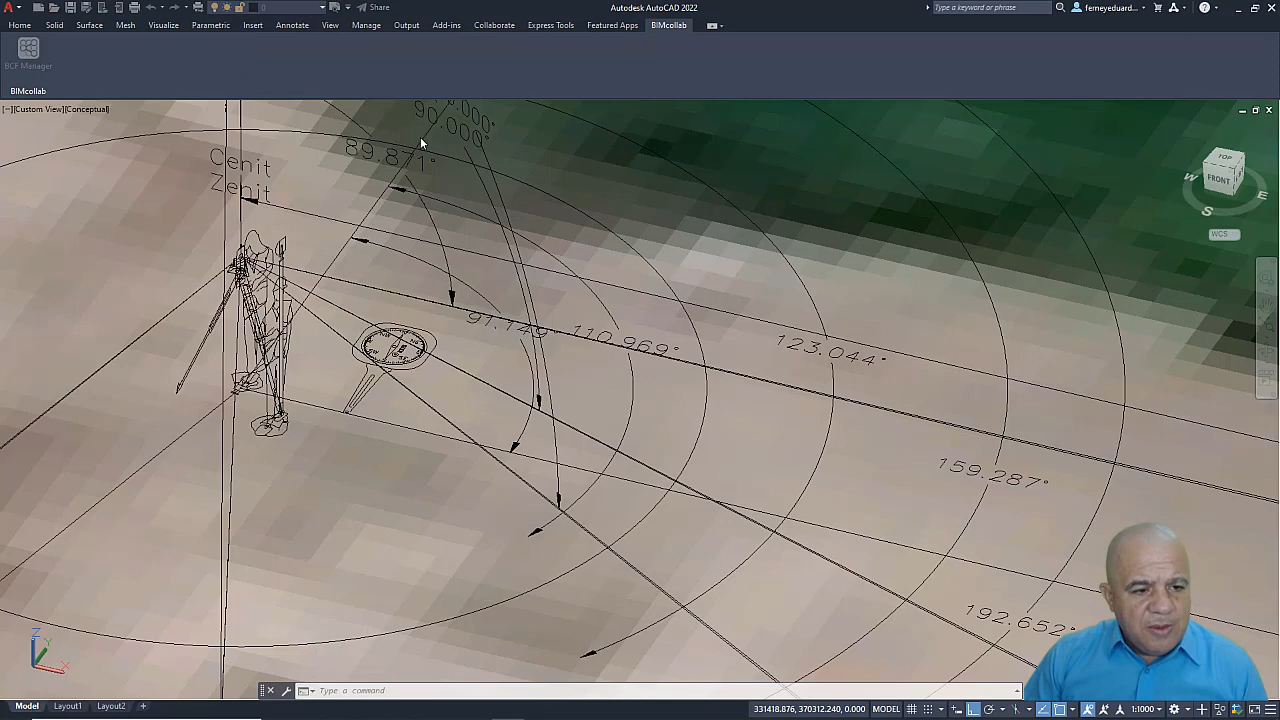 Share
Autodesk AutoCAD 2022
Type a keyword or phrase
ferneyeduard...
Home Solid Surface Mesh Parametric Insert Annotate View Manage Output Add-ins Collaborate Express Tools Featured Apps BIMcollab
BCF Manager
BIMcollab
[−][Custom View][Conceptual]
90.000°
89.871°
Cenit
Zenit
TOP
FRONT
W
E
S
WCS
91.149°
110.969°
123.044°
159.287°
192.652°
Z
Y
X
Type a command
Model Layout1 Layout2 +
331418.876, 370312.240, 0.000 MODEL
1:1000